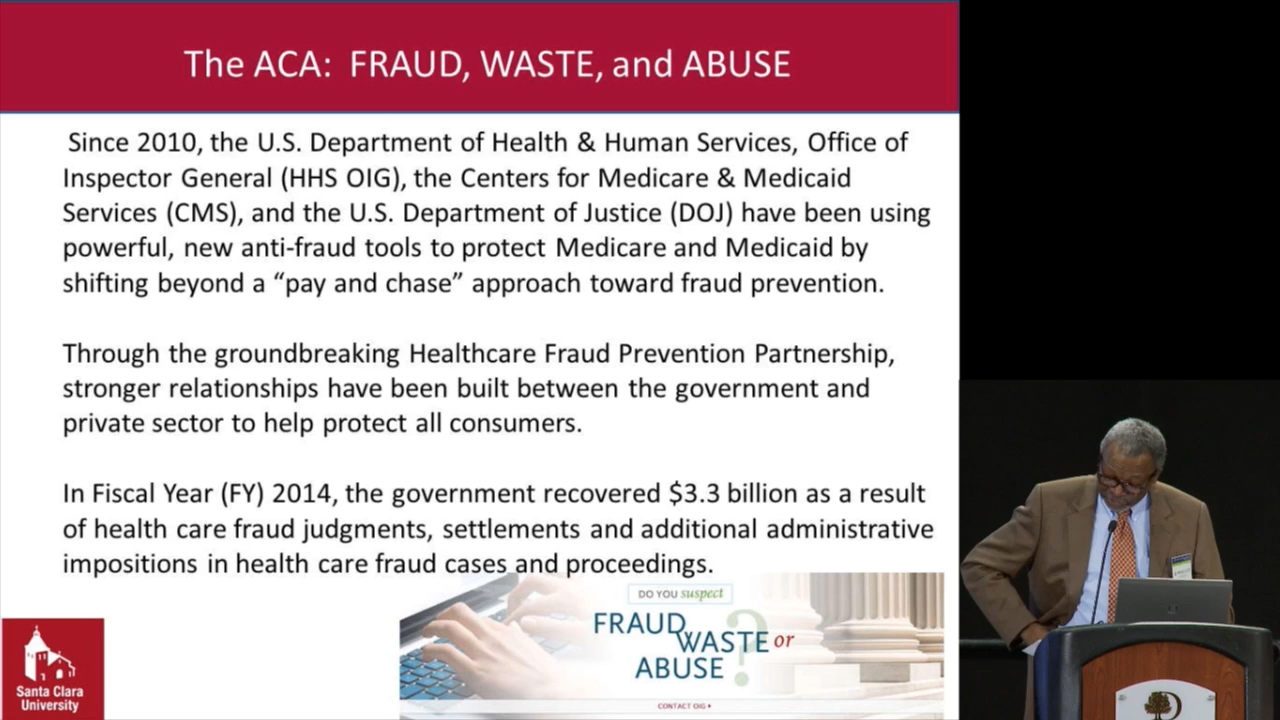 The ACA: FRAUD, WASTE, and ABUSE
Since 2010, the U.S. Department of Health & Human Services, Office of
Inspector General (HHS OIG), the Centers for Medicare & Medicaid
Services (CMS), and the U.S. Department of Justice (DOJ) have been using
powerful, new anti-fraud tools to protect Medicare and Medicaid by
shifting beyond a “pay and chase” approach toward fraud prevention.
Through the groundbreaking Healthcare Fraud Prevention Partnership,
stronger relationships have been built between the government and
private sector to help protect all consumers.
In Fiscal Year (FY) 2014, the government recovered $3.3 billion as a result
of health care fraud judgments, settlements and additional administrative
impositions in health care fraud cases and proceedings.
DO YOU suspect
FRAUD,
WASTE or
ABUSE
?
CONTACT OIG
Santa Clara
University
D